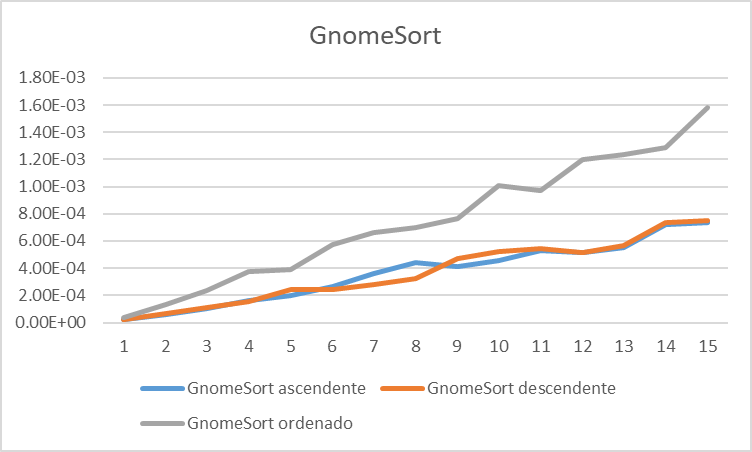 GnomeSort
1.80E-03
1.60E-03
1.40E-03
1.20E-03
1.00E-03
8.00E-04
6.00E-04
4.00E-04
2.00E-04
0.00E+00
1 2 3 4 5 6 7 8 9 10 11 12 13 14 15
GnomeSort ascendente GnomeSort descendente
GnomeSort ordenado